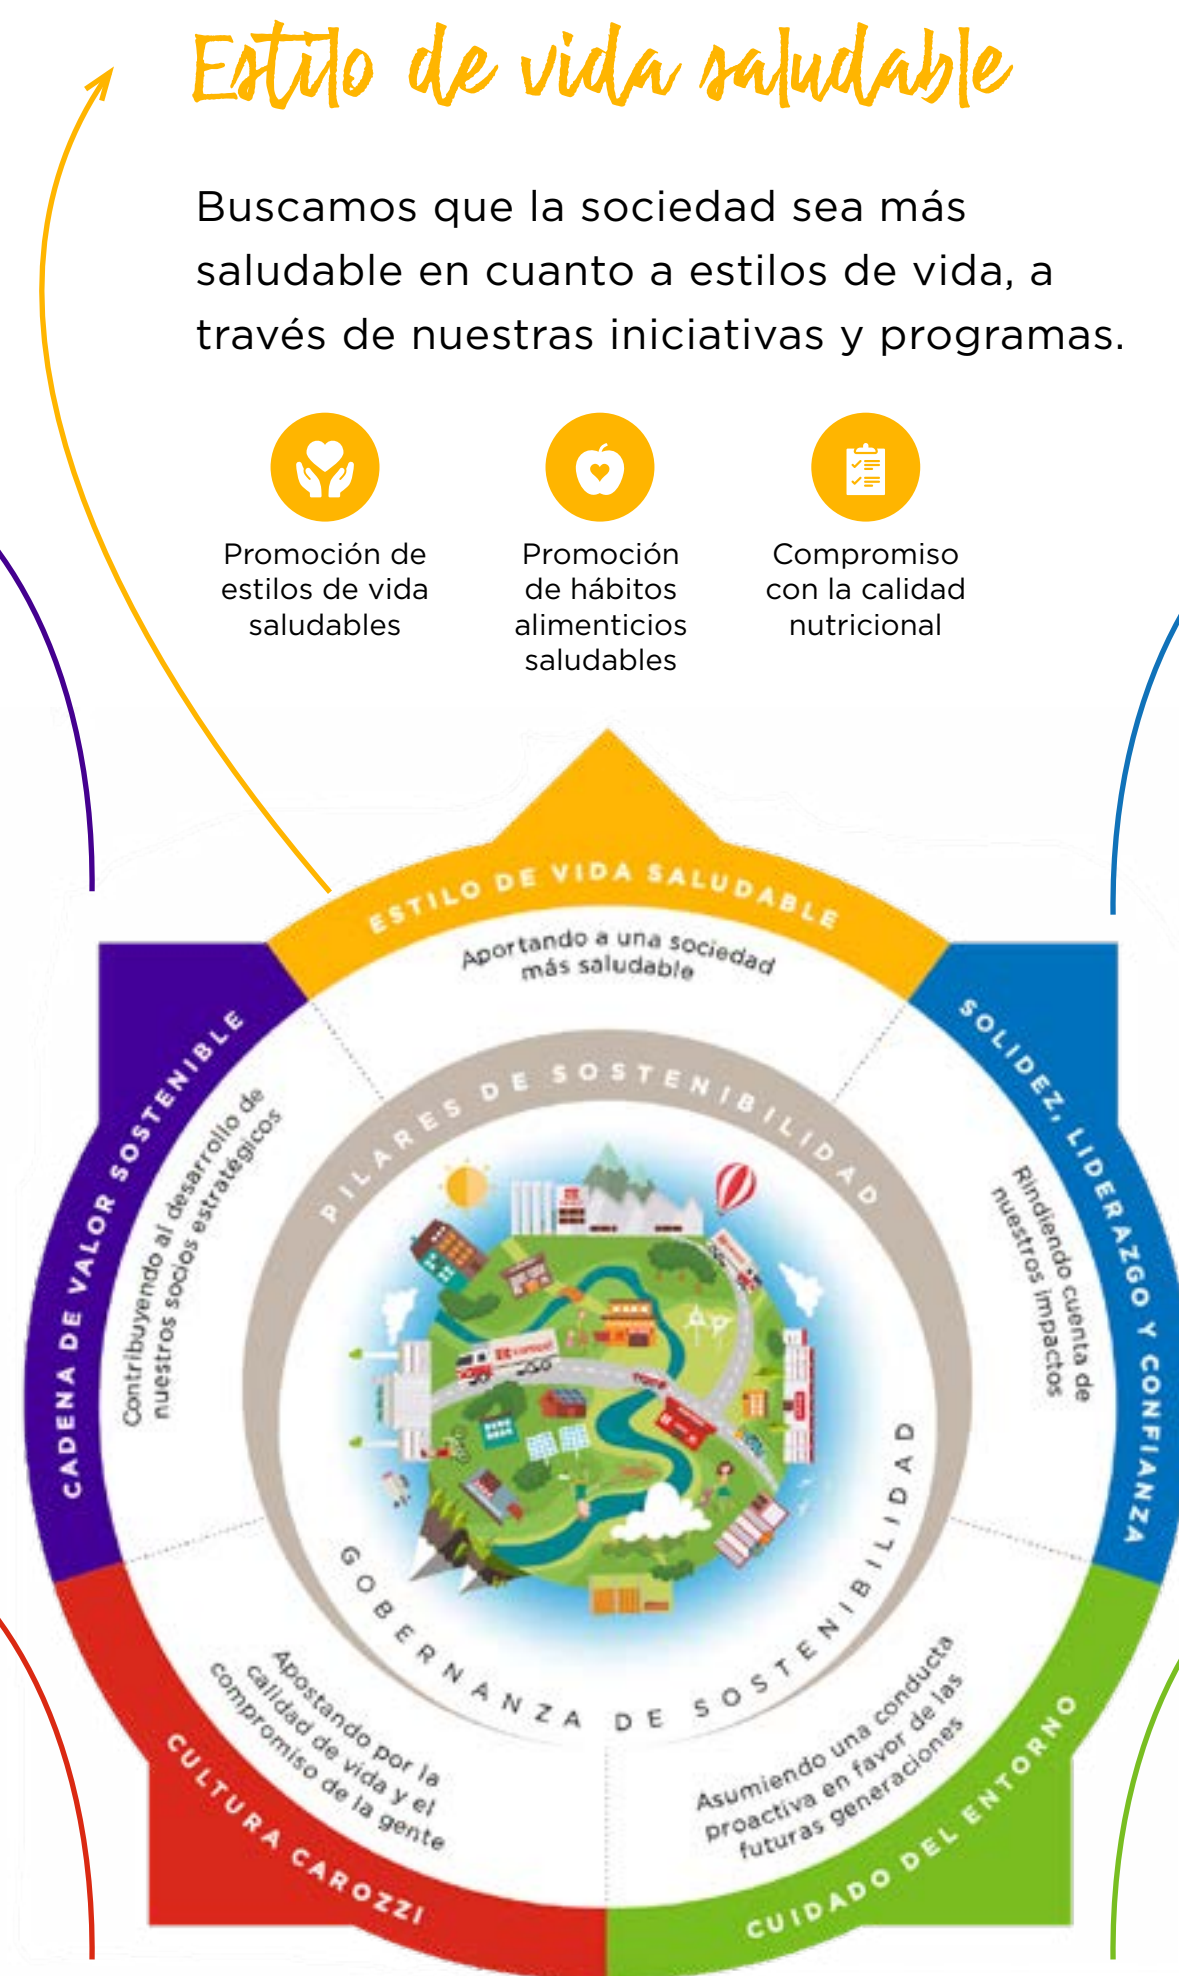 Estilo de vida saludable
Buscamos que la sociedad sea más
saludable en cuanto a estilos de vida, a
través de nuestras iniciativas y programas.
Promoción de
estilos de vida
saludables
Promoción
de hábitos
alimenticios
saludables
Compromiso
con la calidad
nutricional
ESTILO DE VIDA SALUDABLE
Aportando a una sociedad
más saludable
SOLIDEZ, LIDERAZGO Y CONFIANZA
Rindiendo cuenta de
nuestros impactos
CUIDADO DEL ENTORNO
Asumiendo una conducta
proactiva en favor de las
futuras generaciones
CULTURA CAROZZI
Apostando por la
calidad de vida y el
compromiso de la gente
CADENA DE VALOR SOSTENIBLE
Contribuyendo al desarrollo de
nuestros socios estratégicos
PILARES DE SOSTENIBILIDAD
GOBERNANZA DE SOSTENIBILIDAD